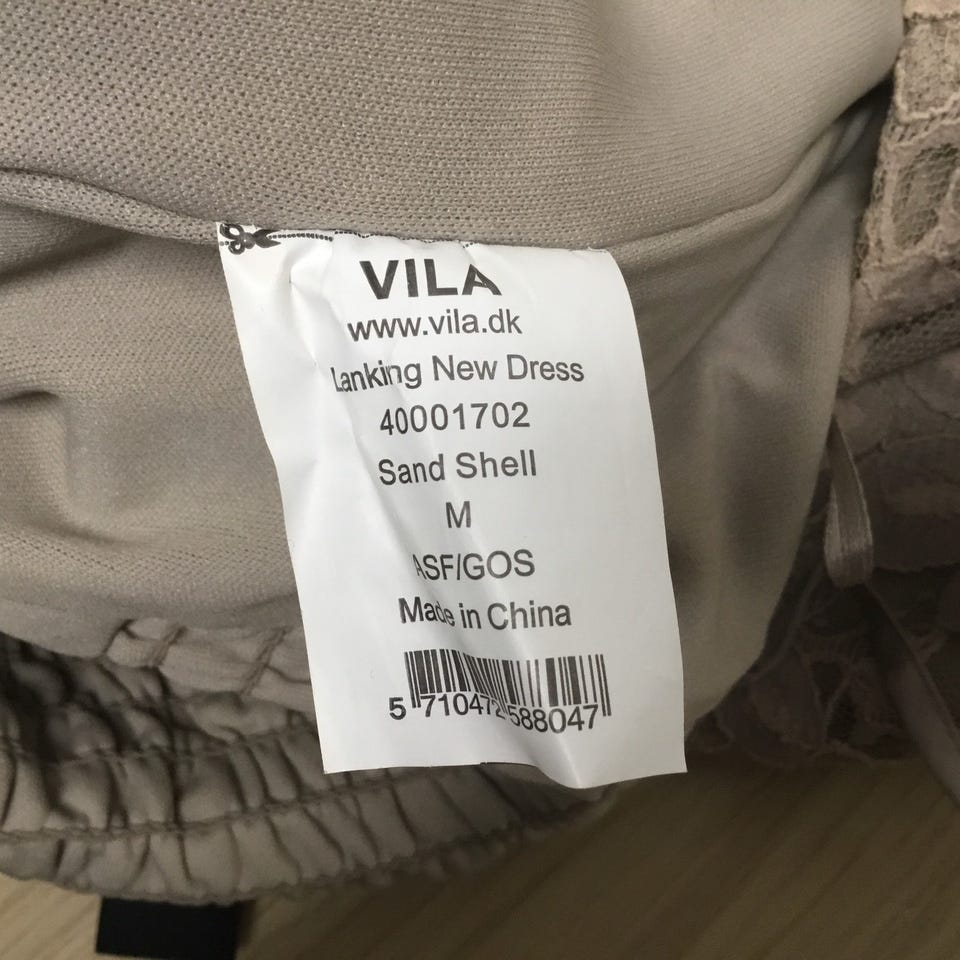 VILA
www.vila.dk
Lanking New Dress
40001702
Sand Shell
M
ASF/GOS
Made in China
5 710472 588047